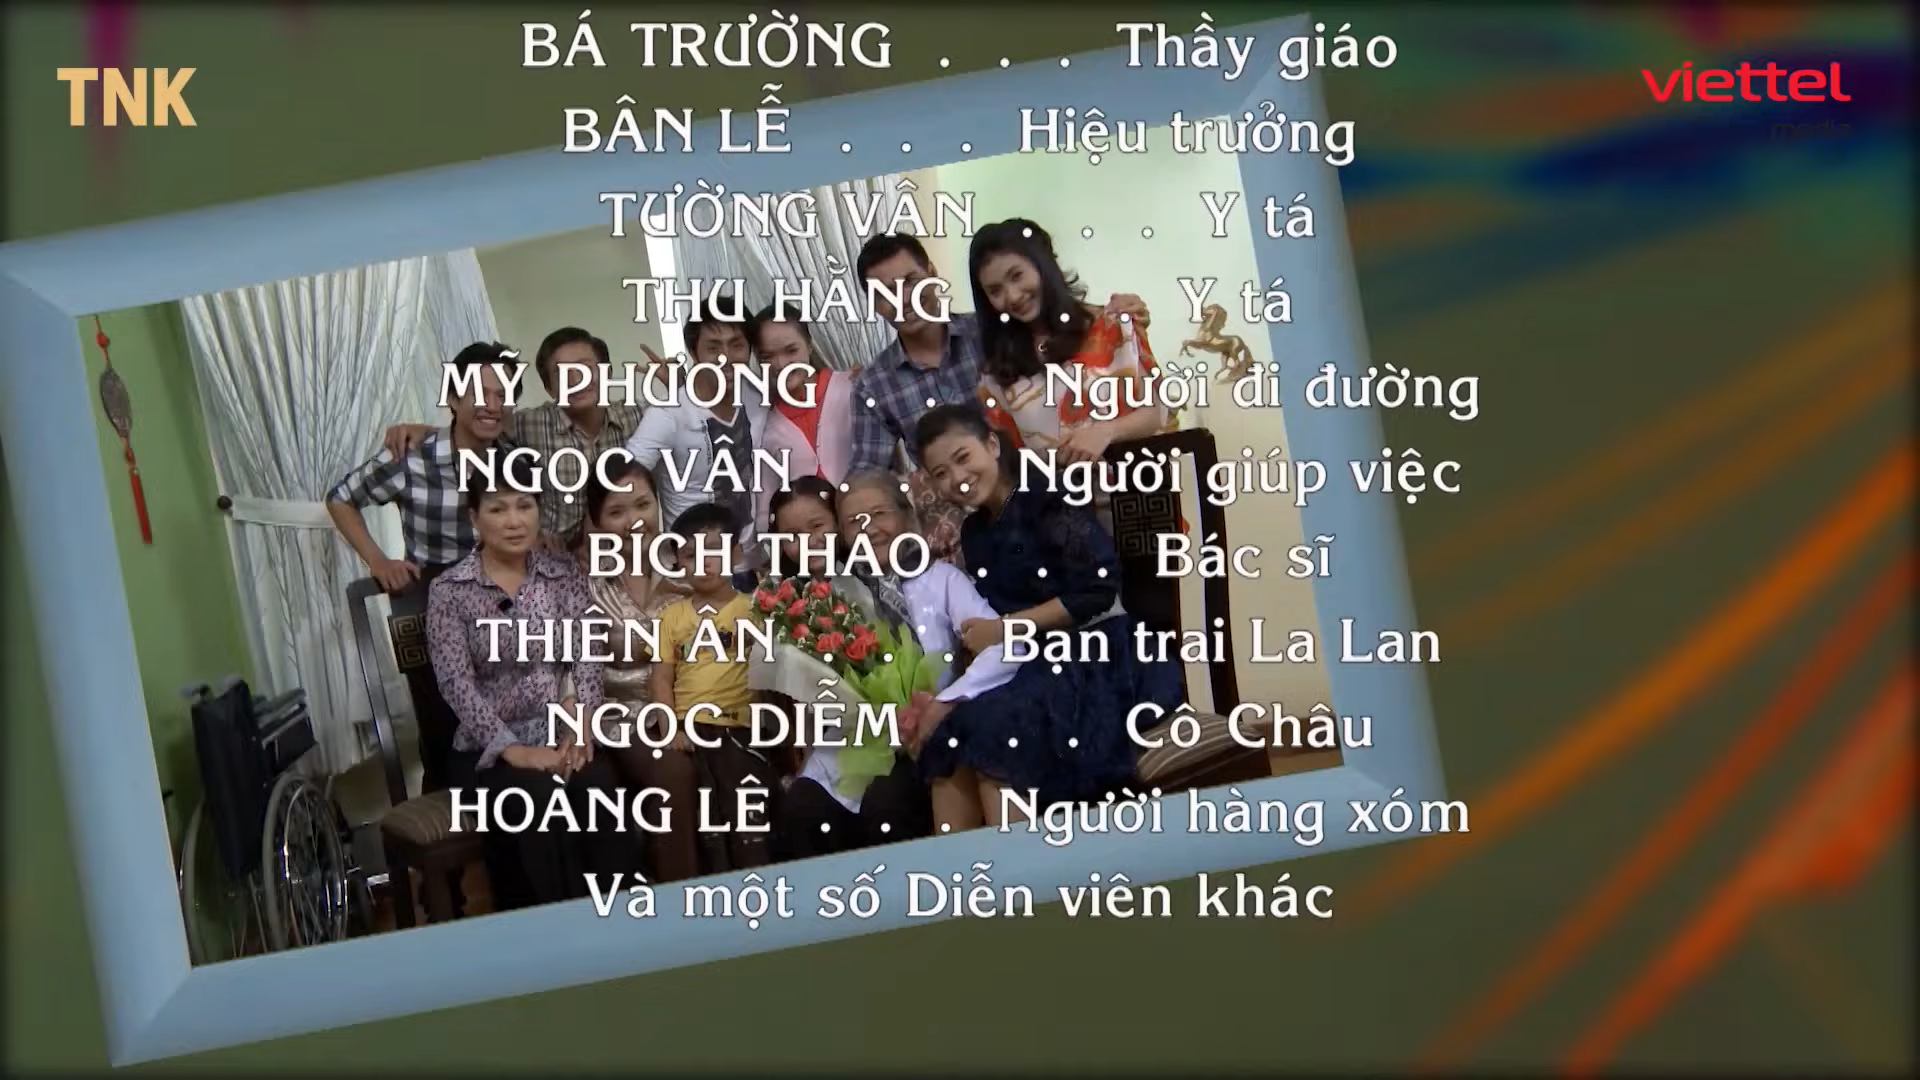 BÁ TRƯỜNG . . . Thầy giáo
TNK
viettel
media
BÂN LỄ . . . Hiệu trưởng
TƯỜNG VÂN . . . Y tá
THU HẰNG . . . Y tá
MỸ PHƯƠNG . . . Người đi đường
NGỌC VÂN . . . Người giúp việc
BÍCH THẢO . . . Bác sĩ
THIÊN ÂN . . . Bạn trai La Lan
NGỌC DIỄM . . . Cô Châu
HOÀNG LÊ . . . Người hàng xóm
Và một số Diễn viên khác